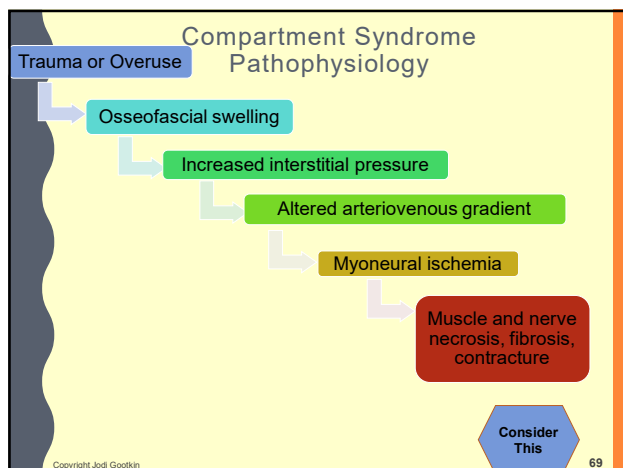 Compartment Syndrome
Pathophysiology
Trauma or Overuse
Osseofascial swelling
Increased interstitial pressure
Altered arteriovenous gradient
Myoneural ischemia
Muscle and nerve
necrosis, fibrosis,
contracture
Consider
This
Copyright Jodi Gootkin
69